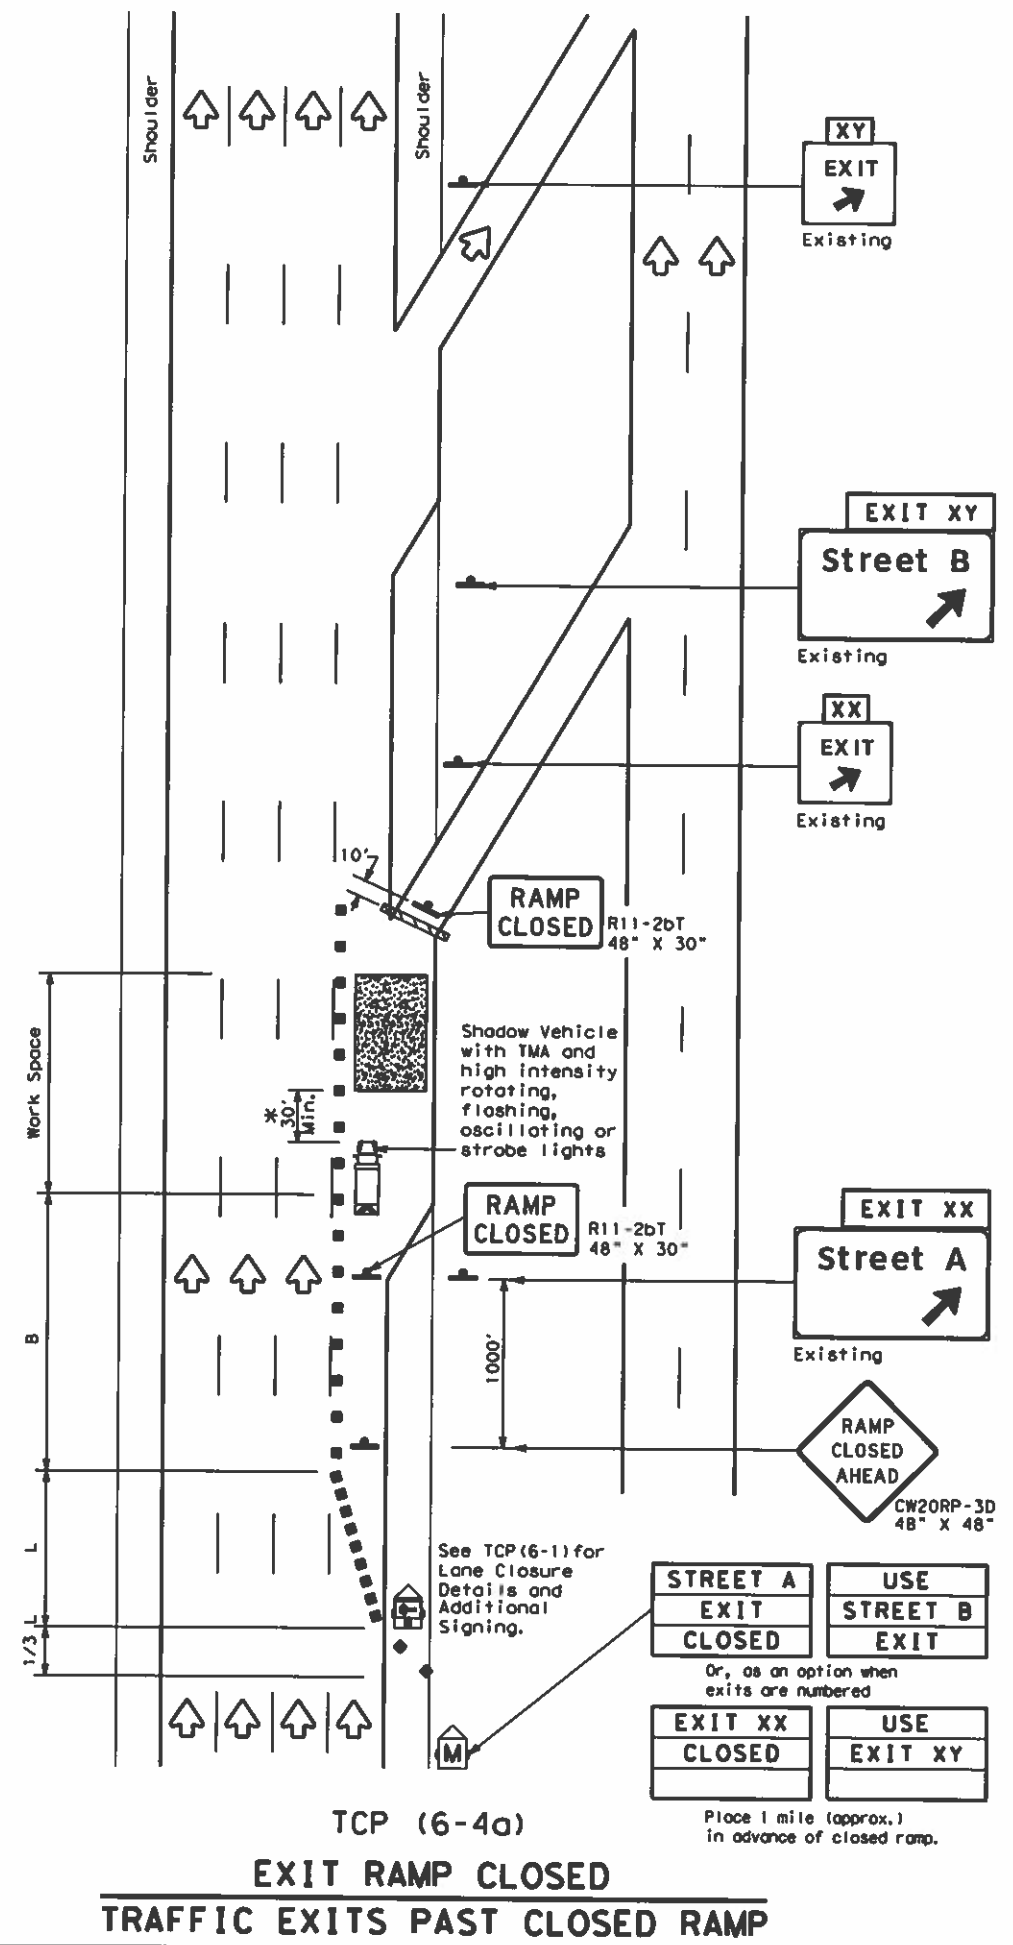 Shoulder
Shoulder
XY
EXIT
Existing
EXIT XY
Street B
Existing
XX
EXIT
Existing
10'
RAMP
CLOSED
R11-2bT
48" X 30"
Work Space
*
30'
Min.
Shadow Vehicle
with TMA and
high intensity
rotating,
flashing,
oscillating or
strobe lights
RAMP
CLOSED
R11-2bT
48" X 30"
EXIT XX
Street A
Existing
B
1000'
RAMP
CLOSED
AHEAD
CW20RP-3D
48" X 48"
L
1/3 L
See TCP(6-1)for
Lane Closure
Details and
Additional
Signing.
STREET A
EXIT
CLOSED
USE
STREET B
EXIT
Or, as an option when
exits are numbered
EXIT XX
CLOSED
USE
EXIT XY
M
Place 1 mile (approx.)
in advance of closed ramp.
TCP (6-4a)
EXIT RAMP CLOSED
TRAFFIC EXITS PAST CLOSED RAMP